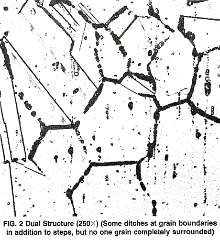 FIG. 2 Dual Structure (250×) (Some ditches at grain boundaries
in addition to steps, but no one grain completely surrounded)